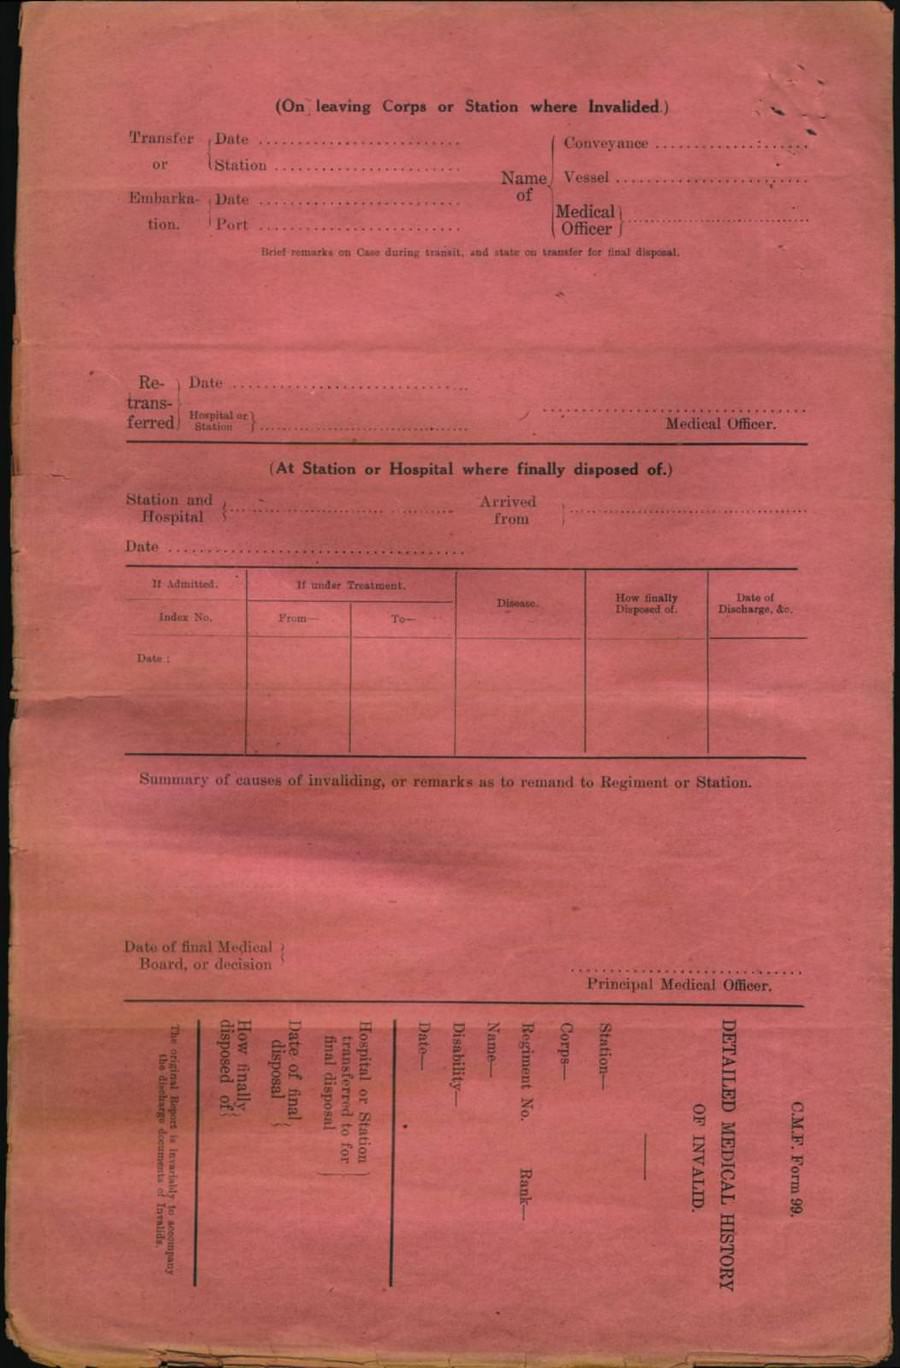 (On leaving Corps or Station where Invalided.)
Transfer or Embarkation.
Date
Station
Date
Port
Name of
Conveyance
Vessel
Medical Officer
Brief remarks on Case during transit, and state on transfer for final disposal.
Re-
trans-
ferred
Date
Hospital or
Station
Medical Officer.
(At Station or Hospital where finally disposed of.)
Station and
Hospital
Arrived
from
Date
If Admitted.
If under Treatment.
Disease.
How finally
Disposed of.
Date of
Discharge, &c.
Index No.
From—
To—
Date :
Summary of causes of invaliding, or remarks as to remand to Regiment or Station.
Date of final Medical
Board, or decision
Principal Medical Officer.
C.M.F. Form 99.
DETAILED MEDICAL HISTORY
OF INVALID.
Station—
Corps—
Regiment No. Rank—
Name—
Disability—
Date—
Hospital or Station
transferred to for
final disposal
Date of final
disposal
How finally
disposed of
The original Report is invariably to accompany
the discharge documents of Invalids.